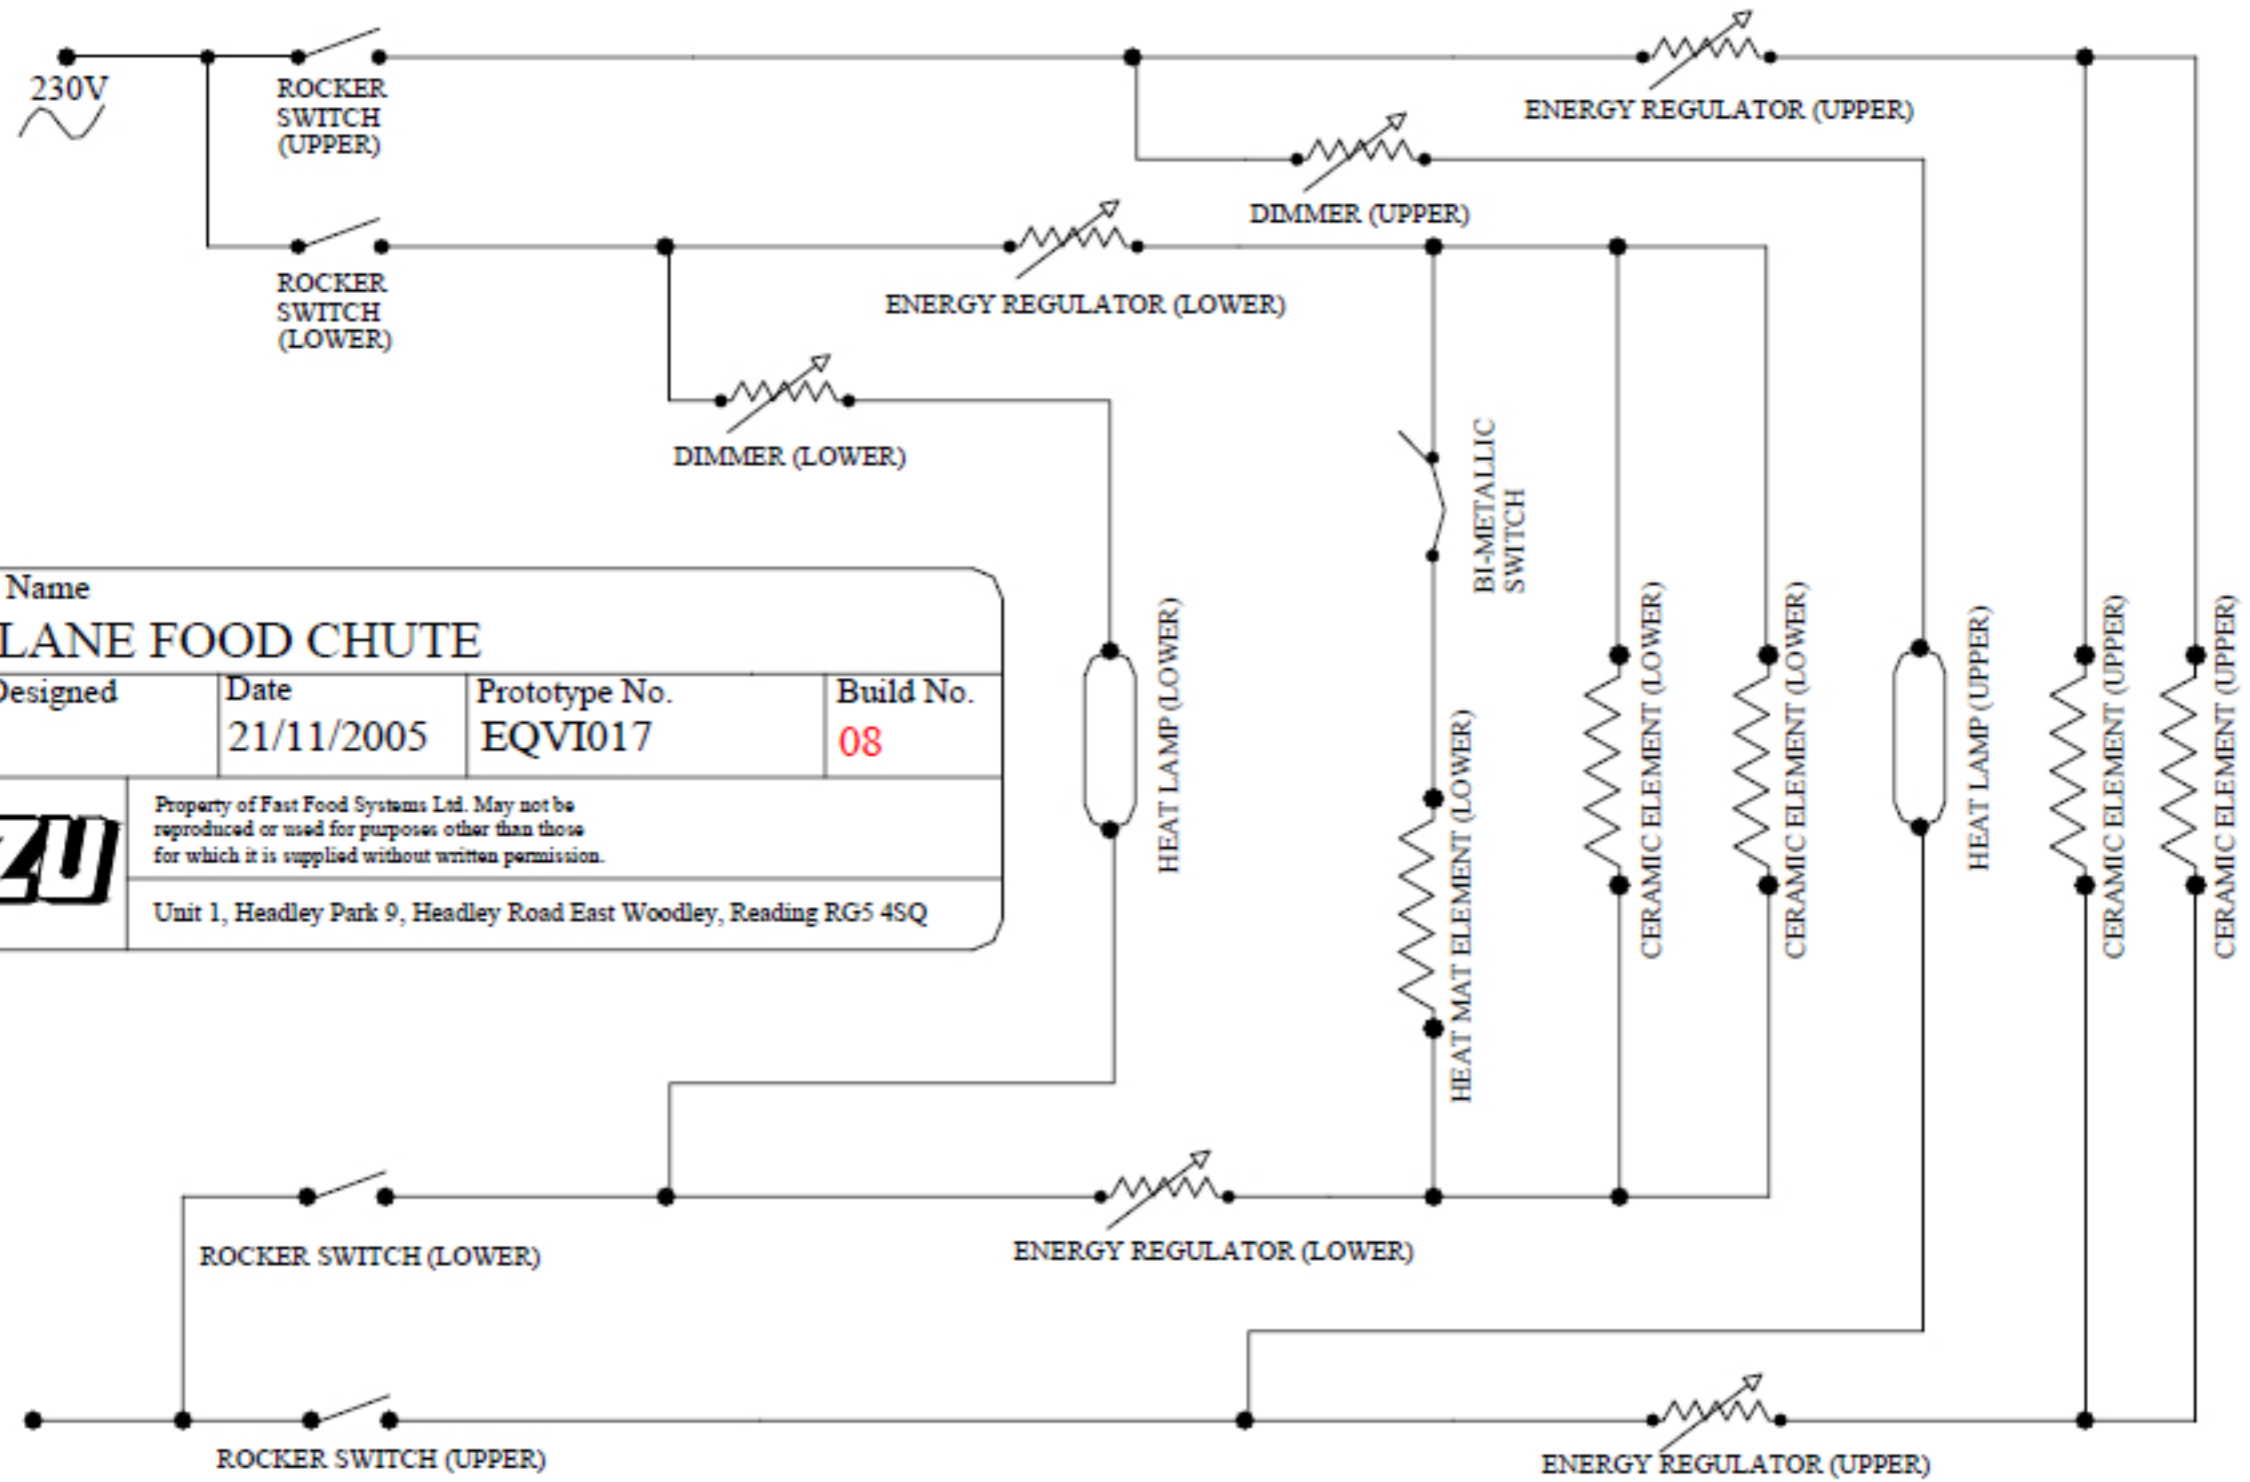 230V
ROCKER
SWITCH
(UPPER)
ENERGY REGULATOR (UPPER)
DIMMER (UPPER)
ROCKER
SWITCH
(LOWER)
ENERGY REGULATOR (LOWER)
DIMMER (LOWER)
BI-METALLIC
SWITCH
Name
LANE FOOD CHUTE
Designed
Date
21/11/2005
Prototype No.
EQVI017
Build No.
08
ZU
Property of Fast Food Systems Ltd. May not be
reproduced or used for purposes other than those
for which it is supplied without written permission.
Unit 1, Headley Park 9, Headley Road East Woodley, Reading RG5 4SQ
HEAT LAMP (LOWER)
HEAT MAT ELEMENT (LOWER)
CERAMIC ELEMENT (LOWER)
CERAMIC ELEMENT (LOWER)
HEAT LAMP (UPPER)
CERAMIC ELEMENT (UPPER)
CERAMIC ELEMENT (UPPER)
ROCKER SWITCH (LOWER)
ENERGY REGULATOR (LOWER)
ROCKER SWITCH (UPPER)
ENERGY REGULATOR (UPPER)